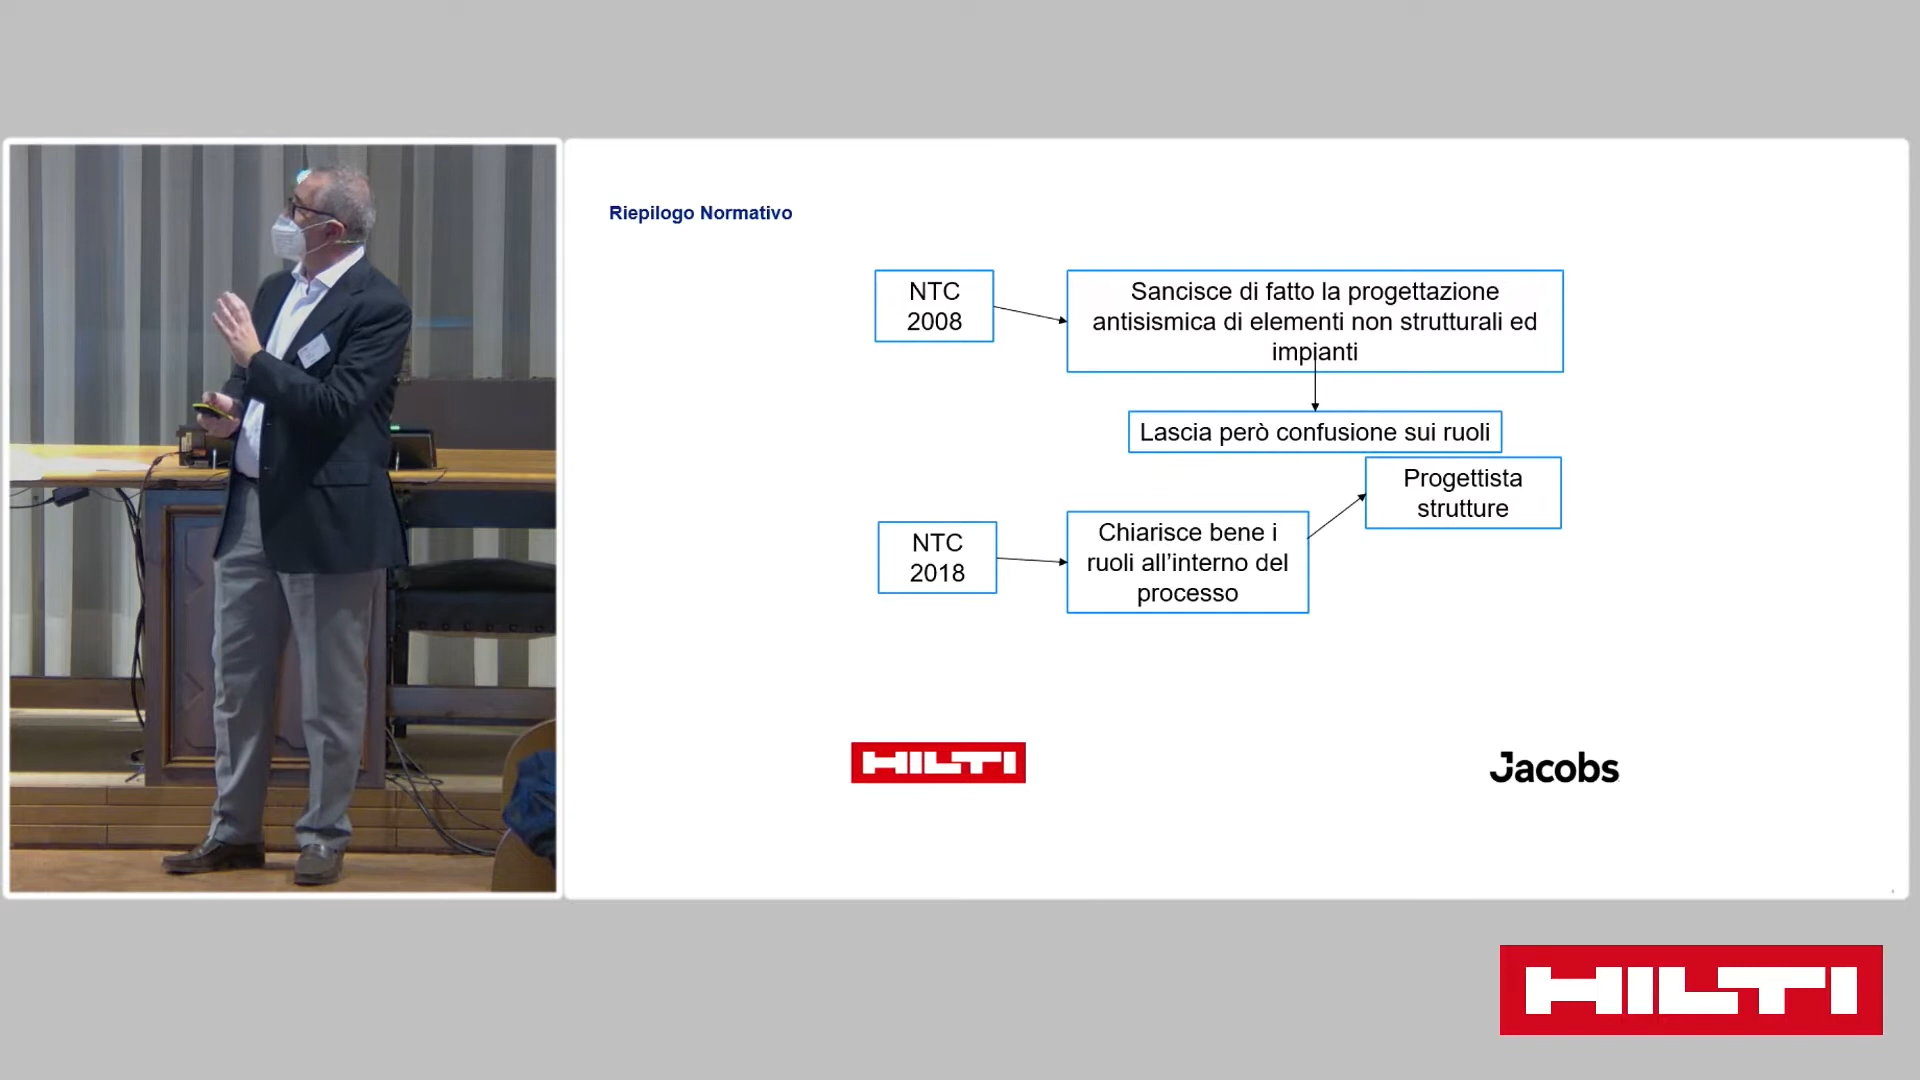 Riepilogo Normativo
NTC
2008
Sancisce di fatto la progettazione
antisismica di elementi non strutturali ed
impianti
Lascia però confusione sui ruoli
Progettista
strutture
NTC
2018
Chiarisce bene i
ruoli all’interno del
processo
HILTI
Jacobs
HILTI